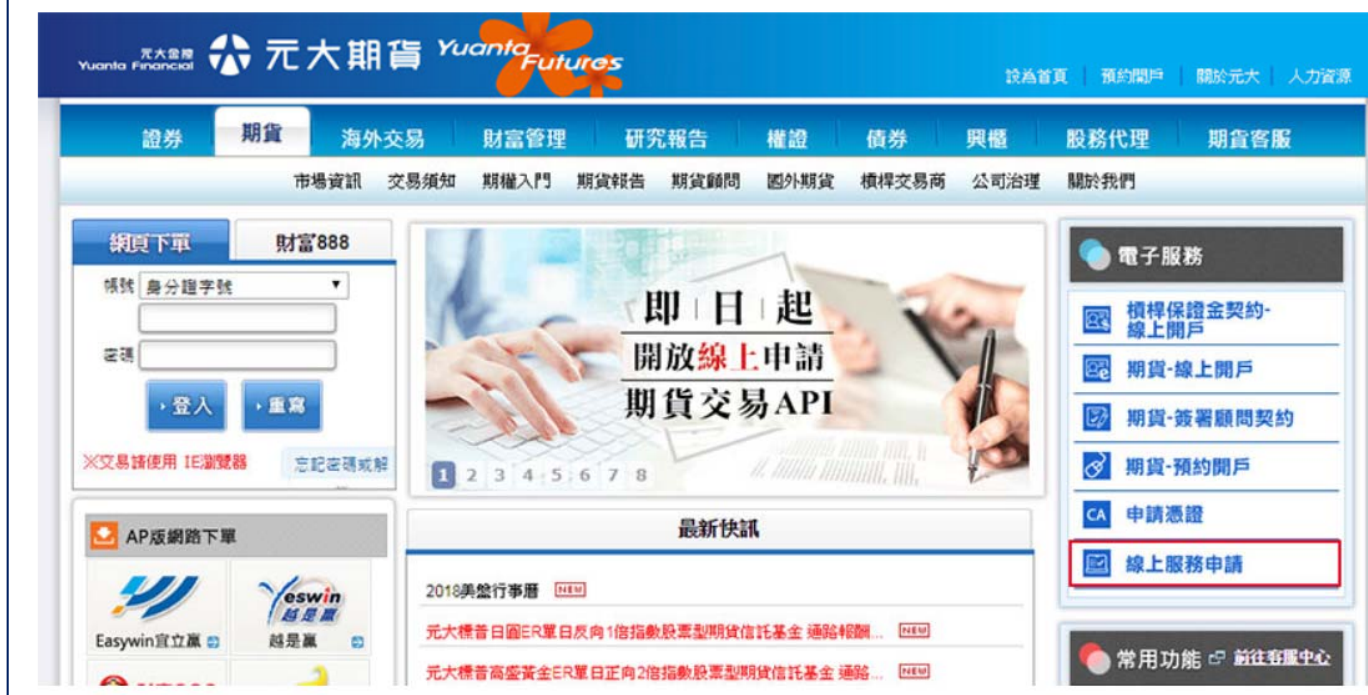 元大金控
Yuanta Financial
元大期貨 Yuanta Futures
設為首頁 預約開戶 關於元大 人力資源
證券 期貨 海外交易 財富管理 研究報告 權證 債券 興櫃 股務代理 期貨客服
市場資訊 交易須知 期權入門 期貨報告 期貨顧問 國外期貨 槓桿交易商 公司治理 關於我們
網頁下單 財富888
帳號 身分證字號
密碼
登入 重寫
※交易請使用 IE瀏覽器 忘記密碼或解
即日起
開放線上申請
期貨交易API
1 2 3 4 5 6 7 8
電子服務
槓桿保證金契約-
線上開戶
期貨-線上開戶
期貨-簽署顧問契約
期貨-預約開戶
CA 申請憑證
線上服務申請
AP版網路下單
Yeswin
越是贏
Easywin宜立贏 越是贏
最新快訊
2018美盤行事曆 NEW
元大標普日圓ER單日反向1倍指數股票型期貨信託基金 通路報酬... NEW
元大標普高盛黃金ER單日正向2倍指數股票型期貨信託基金 通路... NEW
常用功能 前往客服中心